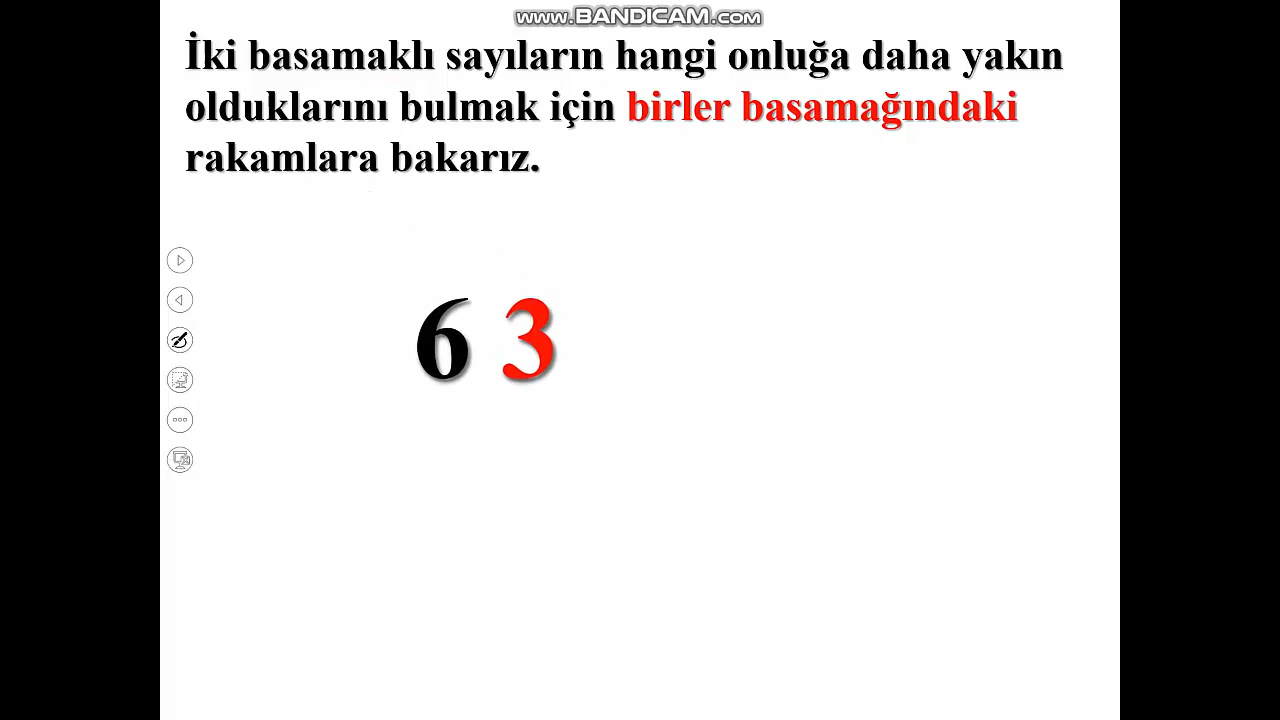 www.BANDICAM.com
İki basamaklı sayıların hangi onluğa daha yakın
olduklarını bulmak için birler basamağındaki
rakamlara bakarız.
6 3